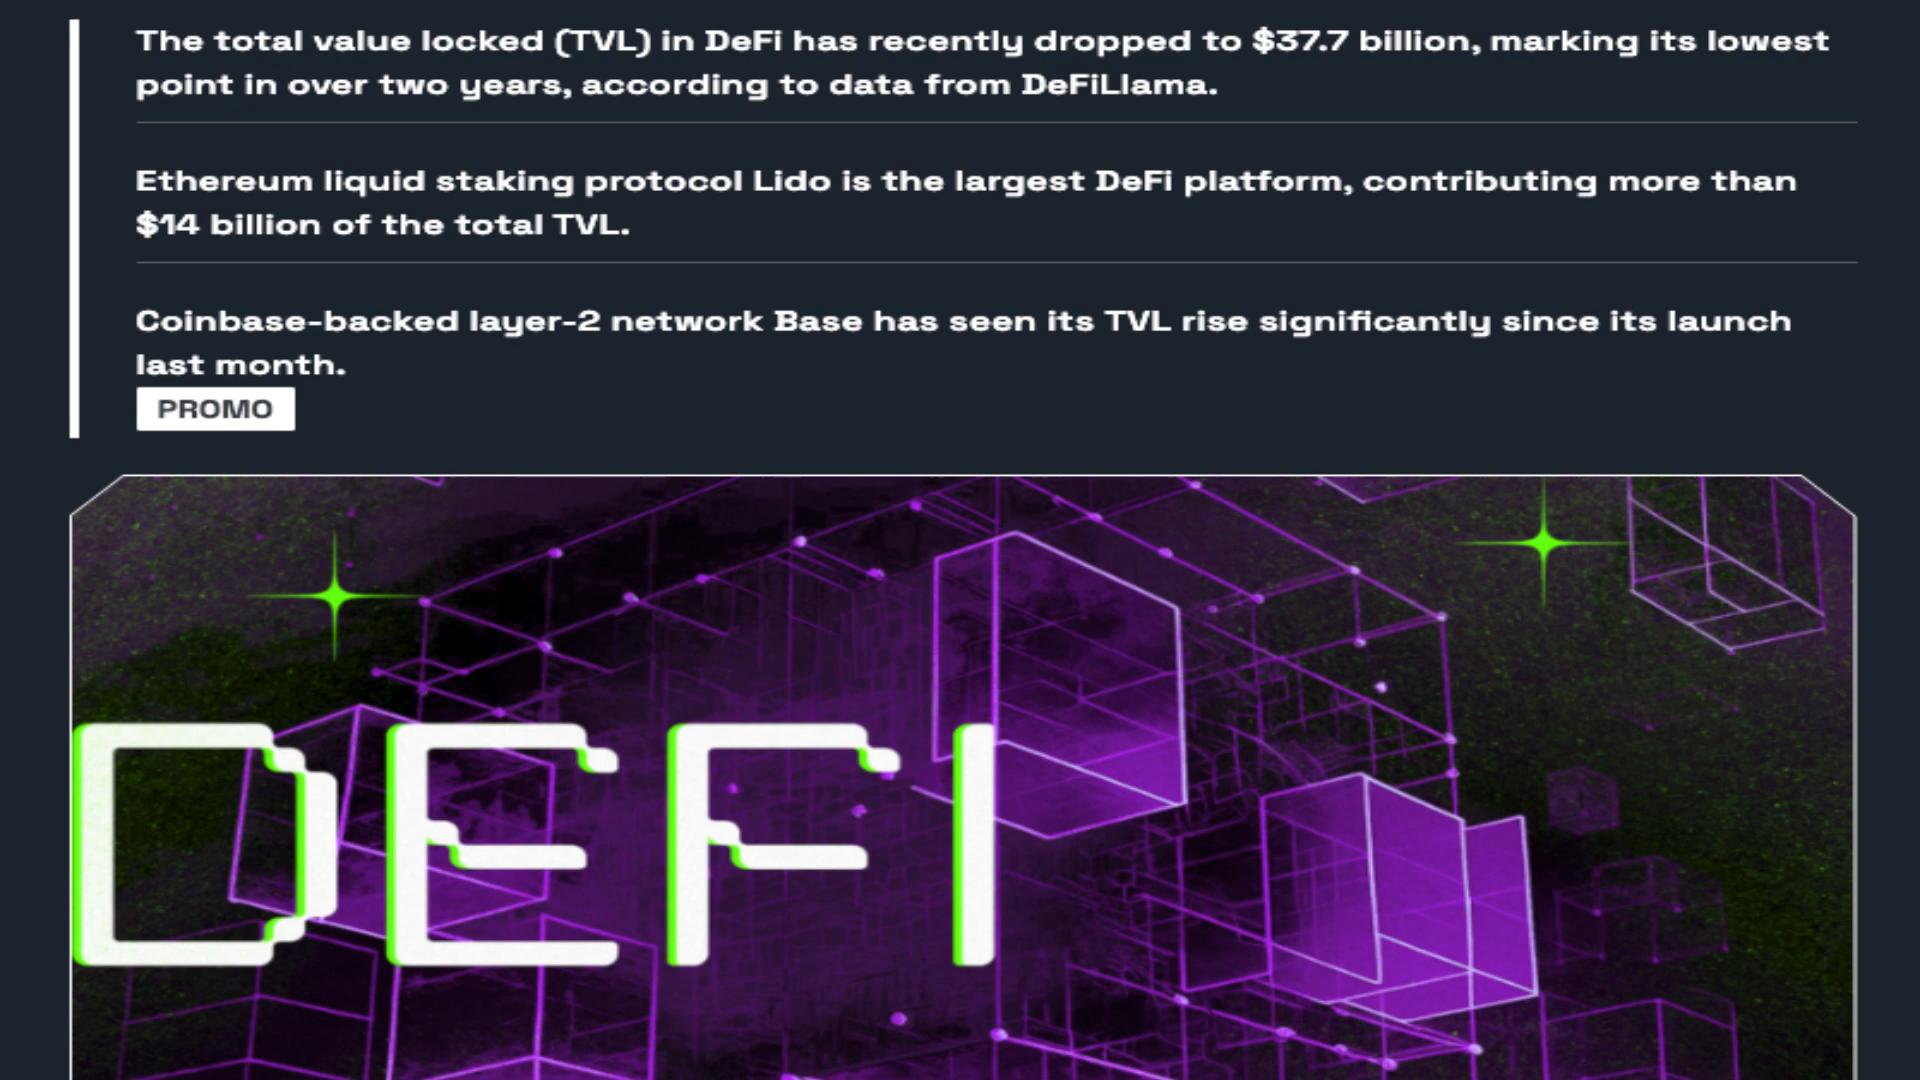 The total value locked (TVL) in DeFi has recently dropped to $37.7 billion, marking its lowest
point in over two years, according to data from DeFiLlama.
Ethereum liquid staking protocol Lido is the largest DeFi platform, contributing more than
$14 billion of the total TVL.
Coinbase-backed layer-2 network Base has seen its TVL rise significantly since its launch
last month.
PROMO
DEFI